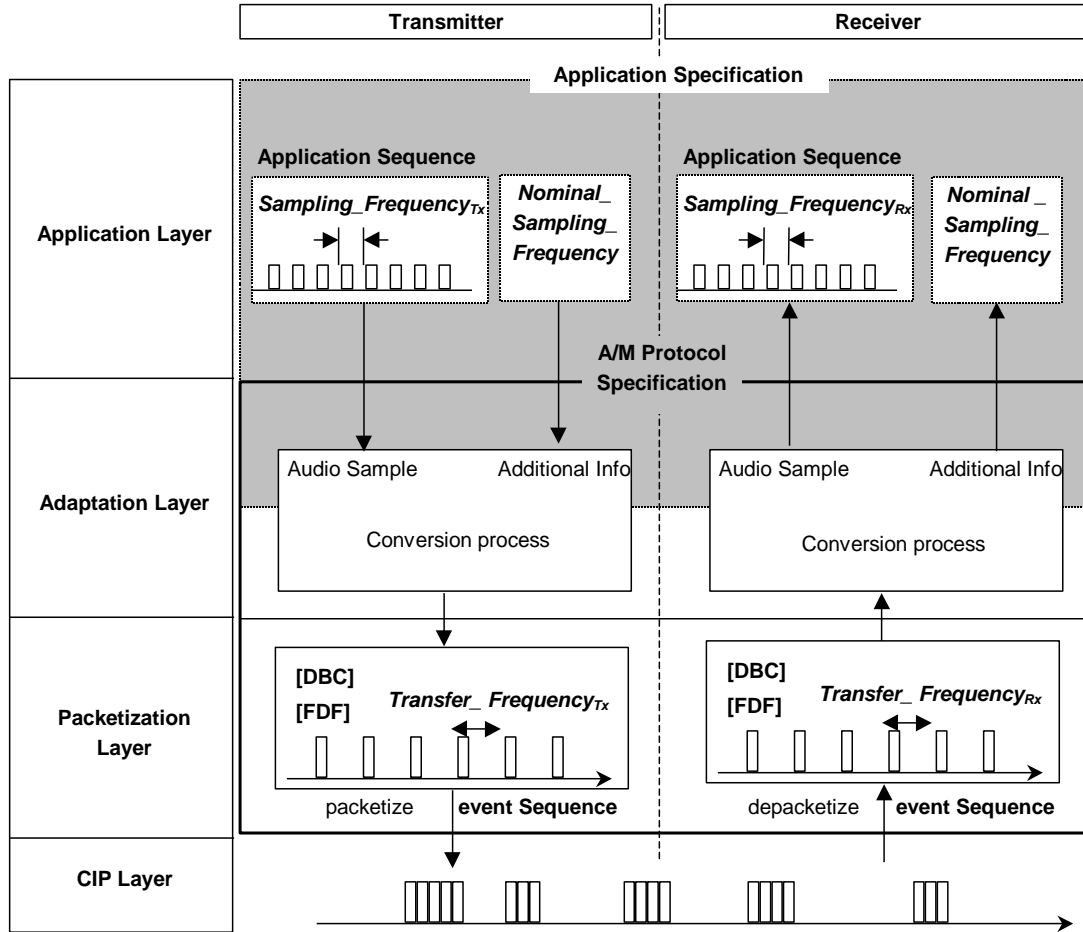 Transmitter
Receiver
Application Specification
Application Layer
Application Sequence
Sampling_FrequencyTx
Nominal_
Sampling_
Frequency
Application Sequence
Sampling_FrequencyRx
Nominal _
Sampling_
Frequency
A/M Protocol
Specification
Adaptation Layer
Audio Sample
Additional Info
Conversion process
Audio Sample
Additional Info
Conversion process
Packetization
Layer
[DBC]
[FDF]
Transfer_ FrequencyTx
packetize
event Sequence
[DBC]
[FDF]
Transfer_ FrequencyRx
depacketize
event Sequence
CIP Layer